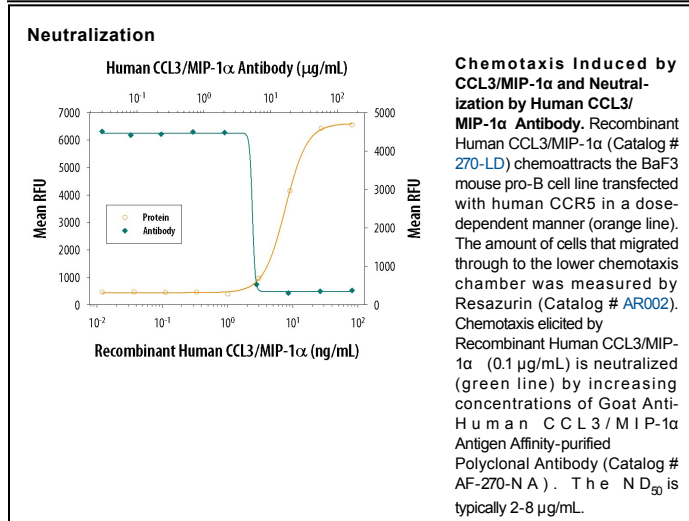 Neutralization
Human CCL3/MIP-1α Antibody (µg/mL)
10⁻¹ 10⁰ 10¹ 10²
7000 5000
6000
5000 4000
4000 3000
3000 2000
2000
1000 1000
0 0
Mean RFU
Mean RFU
Protein
Antibody
10⁻² 10⁻¹ 10⁰ 10¹ 10²
Recombinant Human CCL3/MIP-1α (ng/mL)
Chemotaxis Induced by
CCL3/MIP-1α and Neutral-
ization by Human CCL3/
MIP-1α Antibody. Recombinant
Human CCL3/MIP-1α (Catalog #
270-LD) chemoattracts the BaF3
mouse pro-B cell line transfected
with human CCR5 in a dose-
dependent manner (orange line).
The amount of cells that migrated
through to the lower chemotaxis
chamber was measured by
Resazurin (Catalog # AR002).
Chemotaxis elicited by
Recombinant Human CCL3/MIP-
1α (0.1 µg/mL) is neutralized
(green line) by increasing
concentrations of Goat Anti-
Human CCL3/MIP-1α
Antigen Affinity-purified
Polyclonal Antibody (Catalog #
AF-270-NA). The ND₅₀ is
typically 2-8 µg/mL.